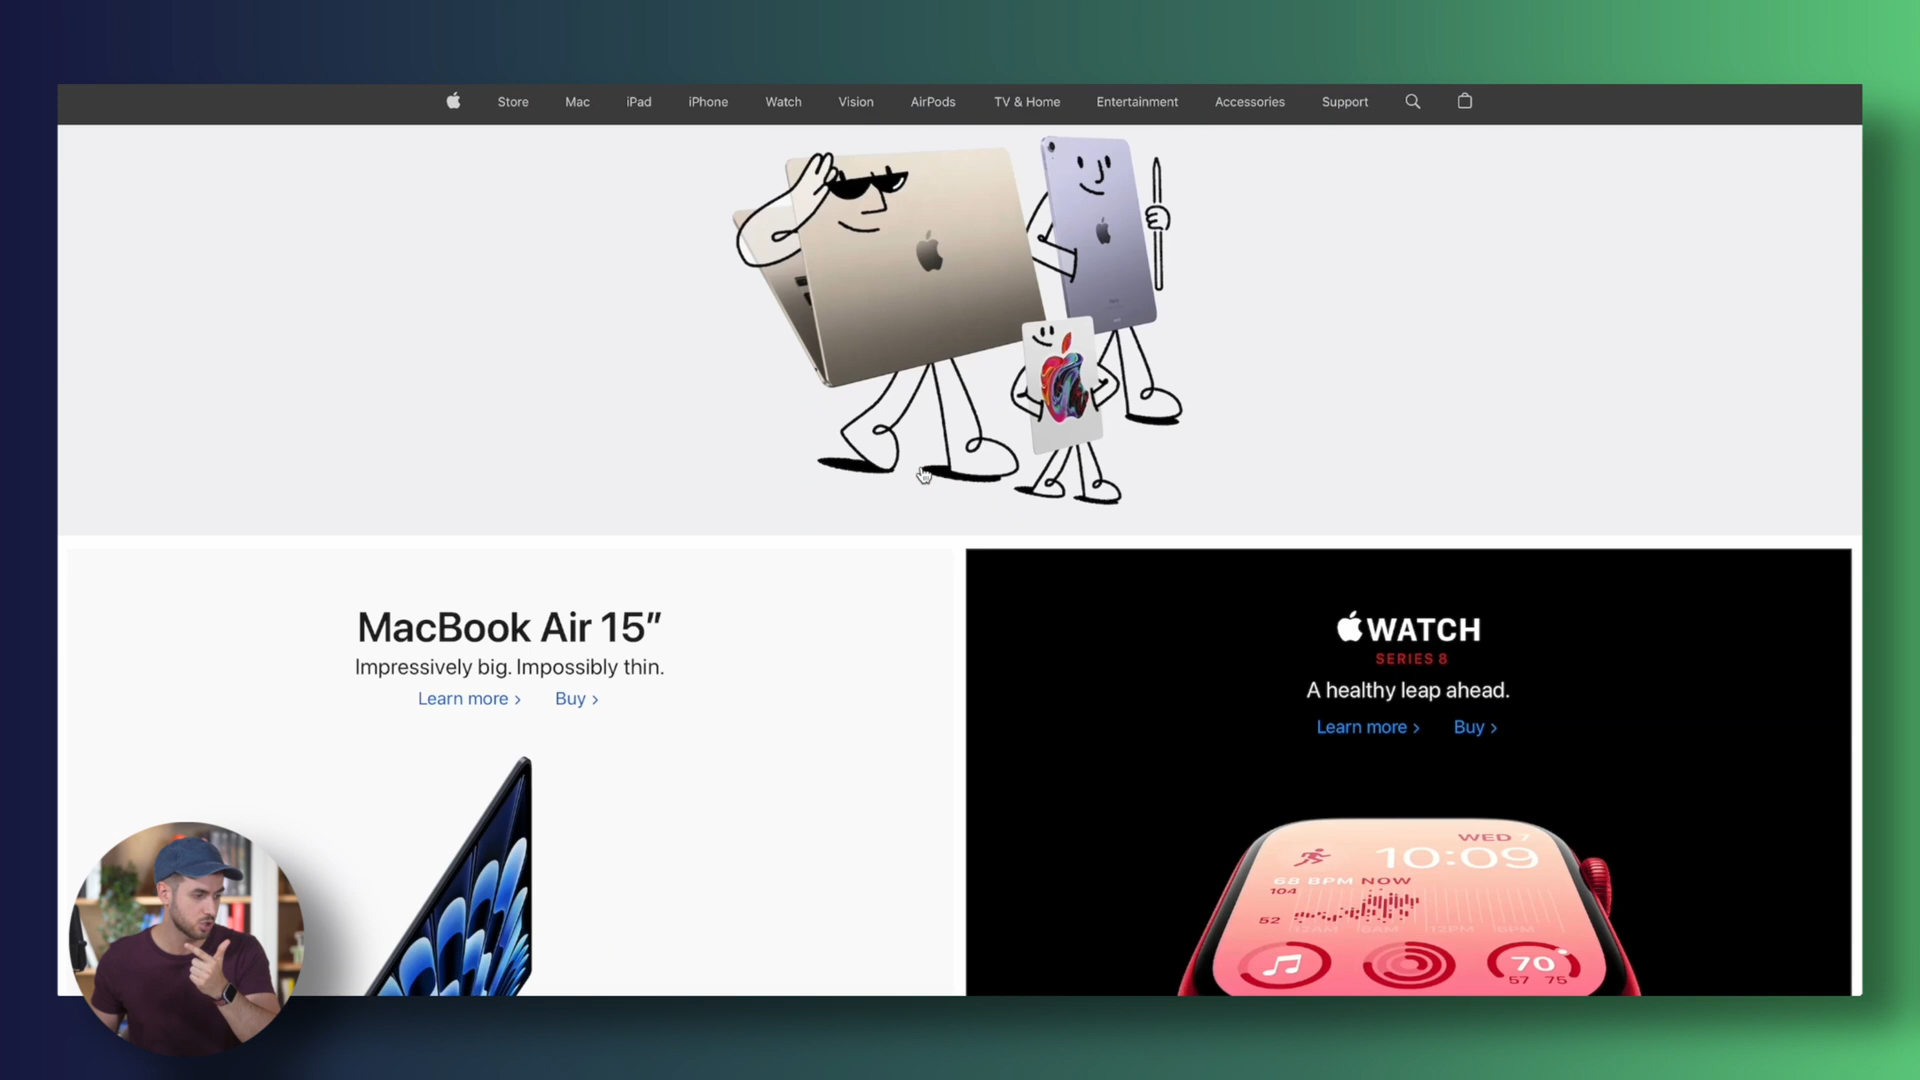 Store Mac iPad iPhone Watch Vision AirPods TV & Home Entertainment Accessories Support
MacBook Air 15”
Impressively big. Impossibly thin.
Learn more > Buy >
WATCH
SERIES 8
A healthy leap ahead.
Learn more > Buy >
WED 7
10:09
68 BPM NOW
104
52
12AM 6AM 12PM 6PM
70
57 75